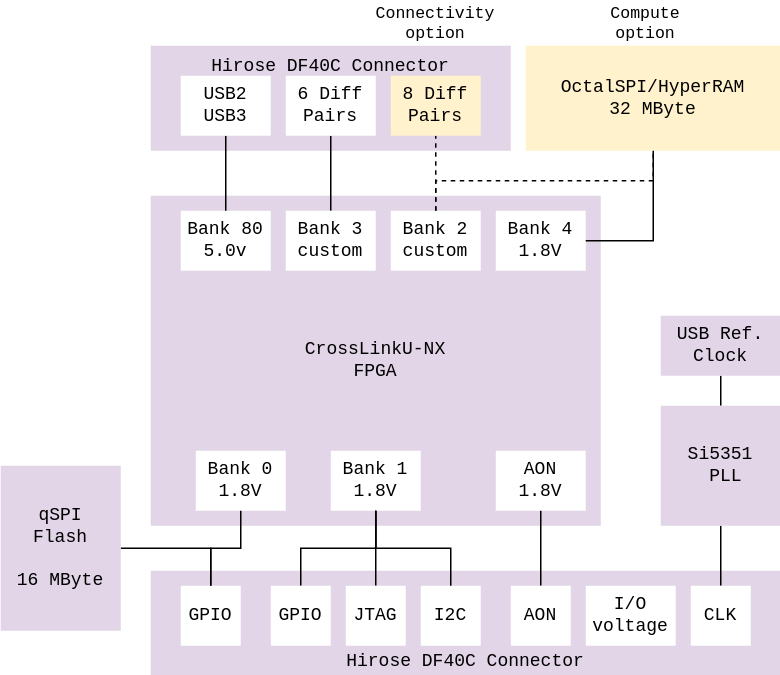 Connectivity
option
Compute
option
Hirose DF40C Connector
USB2
USB3
6 Diff
Pairs
8 Diff
Pairs
OctalSPI/HyperRAM
32 MByte
Bank 80
5.0v
Bank 3
custom
Bank 2
custom
Bank 4
1.8V
CrossLinkU-NX
FPGA
USB Ref.
Clock
Si5351
PLL
Bank 0
1.8V
Bank 1
1.8V
AON
1.8V
qSPI
Flash
16 MByte
GPIO
GPIO
JTAG
I2C
AON
I/O
voltage
CLK
Hirose DF40C Connector